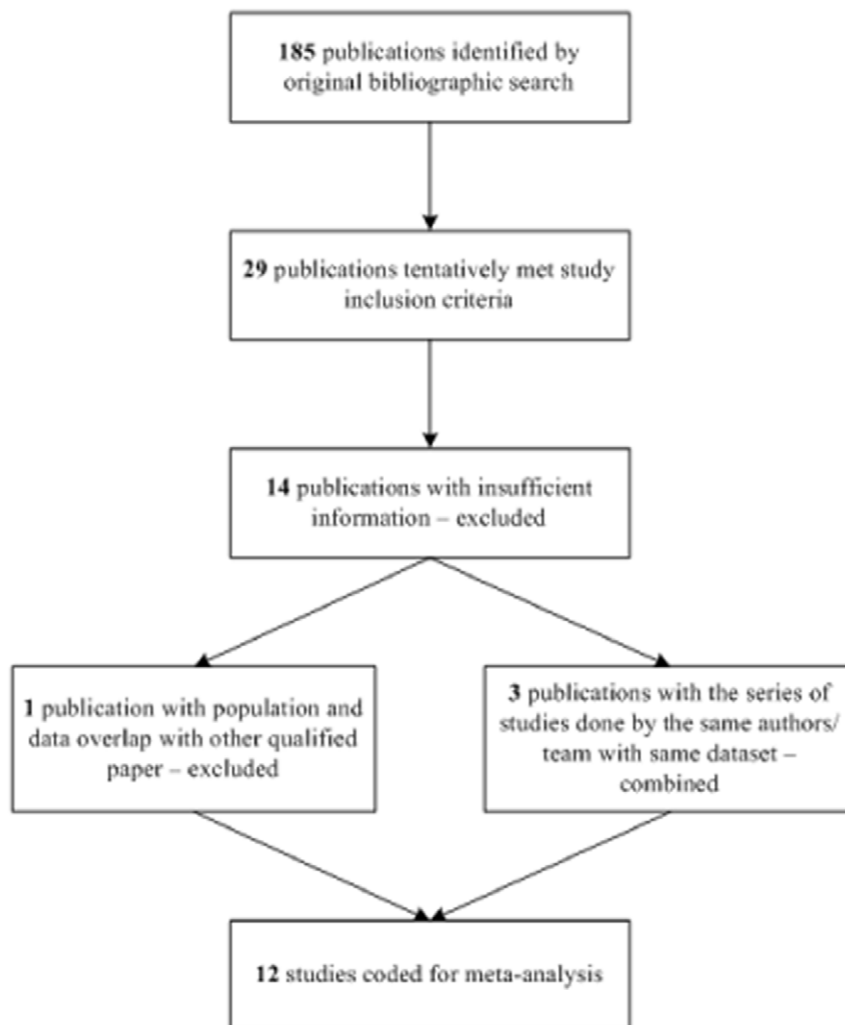 185 publications identified by
original bibliographic search
29 publications tentatively met study
inclusion criteria
14 publications with insufficient
information – excluded
1 publication with population and
data overlap with other qualified
paper – excluded
3 publications with the series of
studies done by the same authors/
team with same dataset –
combined
12 studies coded for meta-analysis